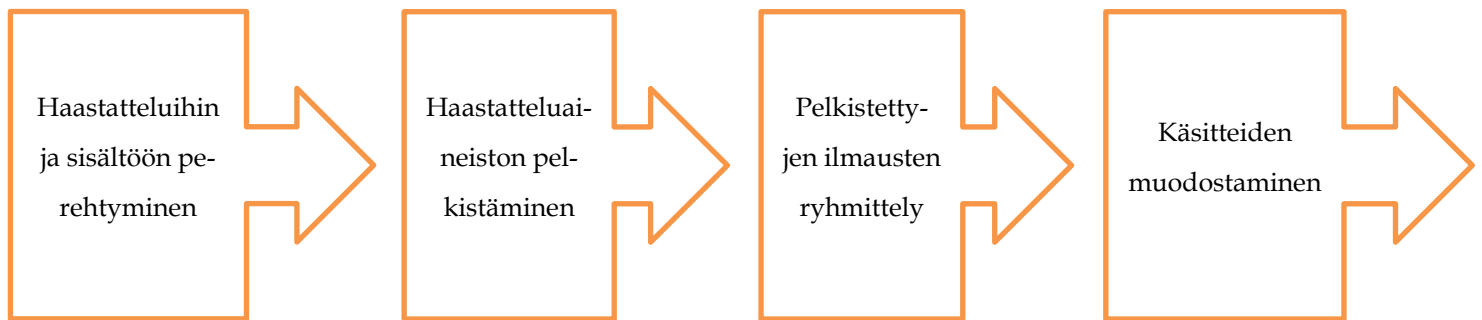 Haastatteluihin
ja sisältöön pe-
rehtyminen
Haastatteluai-
neiston pel-
kistäminen
Pelkistetty-
jen ilmausten
ryhmittely
Käsitteiden
muodostaminen